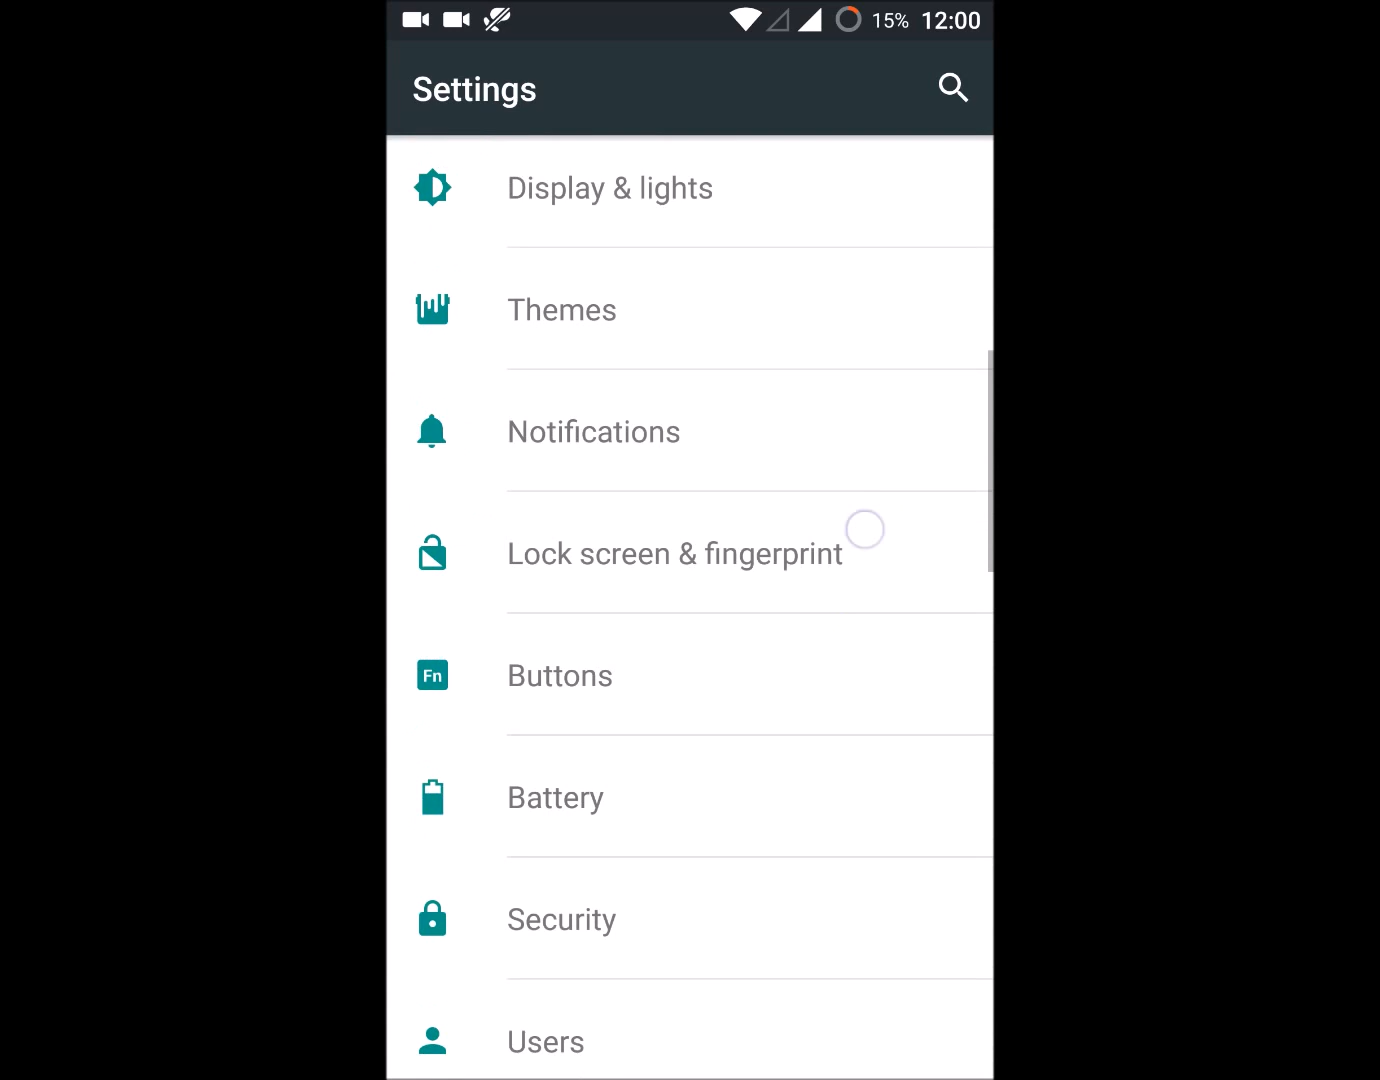 15% 12:00
Settings
Display & lights
Themes
Notifications
Lock screen & fingerprint
Fn Buttons
Battery
Security
Users